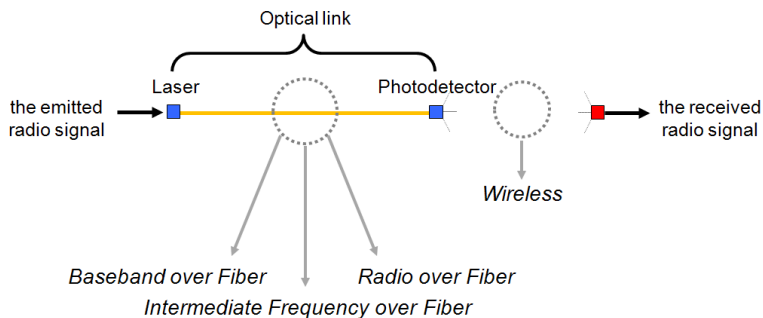 Optical link
Laser
Photodetector
the emitted
radio signal
the received
radio signal
Wireless
Baseband over Fiber
Radio over Fiber
Intermediate Frequency over Fiber